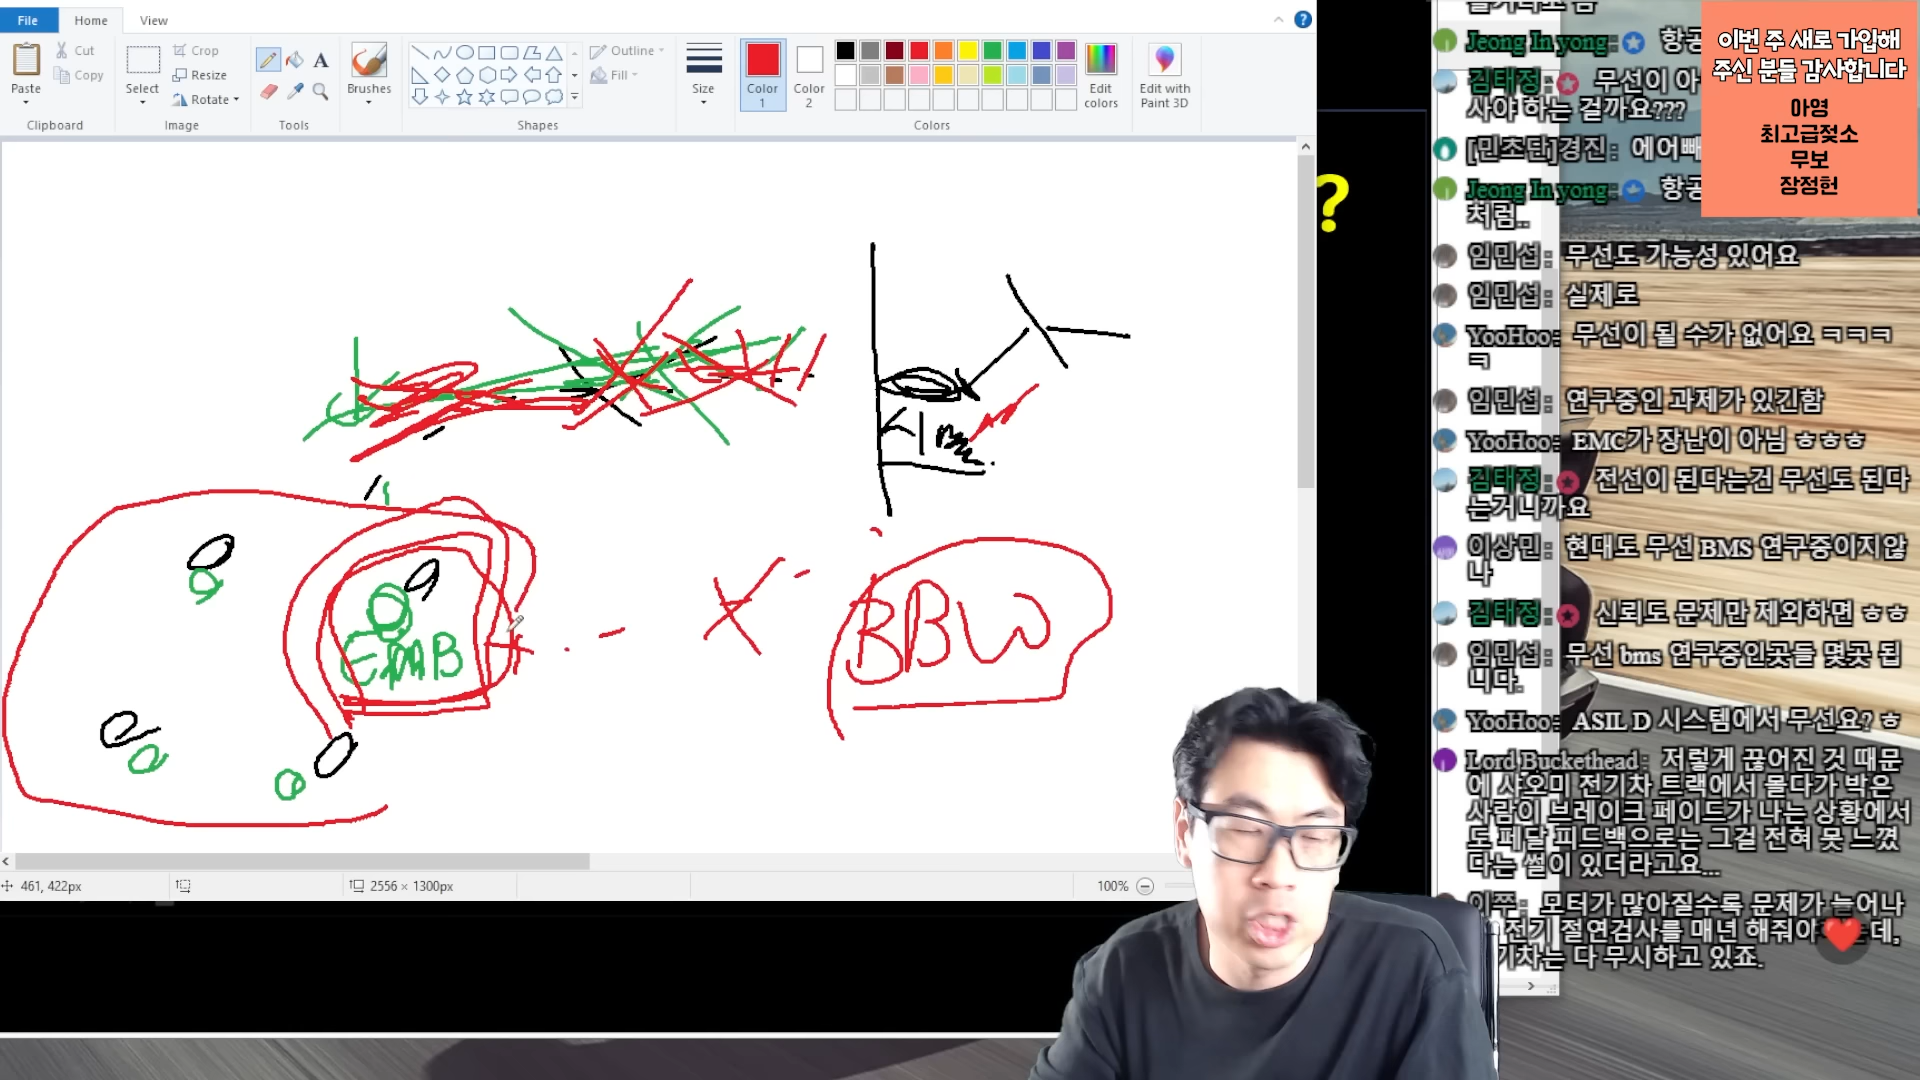 File
Home
View
Paste
Cut
Copy
Clipboard
Select
Crop
Resize
Rotate
Image
Tools
Brushes
Outline
Fill
Shapes
Size
Color 1
Color 2
Edit colors
Edit with Paint 3D
Colors
?
1
EMB
BBW
461, 422px
2556 × 1300px
100%
Jeong In yong: 항공
김태정: 무선이 아
사야 하는 걸까요???
[민초단]경진: 에어빼
Jeong In yong: 항공
처럼..
임민섭: 무선도 가능성 있어요
임민섭: 실제로
YooHoo: 무선이 될 수가 없어요 ㅋㅋㅋ
ㅋ
임민섭: 연구중인 과제가 있긴함
YooHoo: EMC가 장난이 아님 ㅎㅎㅎ
김태정: 전선이 된다는건 무선도 된다
는거니까요
이상민: 현대도 무선 BMS 연구중이지않
나
김태정: 신뢰도 문제만 제외하면 ㅎㅎ
임민섭: 무선 bms 연구중인곳들 몇곳 됩
니다.
YooHoo: ASIL D 시스템에서 무선요? ㅎ
Lord Buckethead: 저렇게 끊어진 것 때문
에 샤오미 전기차 트랙에서 몰다가 박은
사람이 브레이크 페이드가 나는 상황에서
도 페달 피드백으로는 그걸 전혀 못 느꼈
다는 썰이 있더라고요...
이쭈: 모터가 많아질수록 문제가 늘어나
전기 절연검사를 매년 해줘야 는데,
기차는 다 무시하고 있죠.
이번 주 새로 가입해
주신 분들 감사합니다
아영
최고급젖소
무보
장정헌